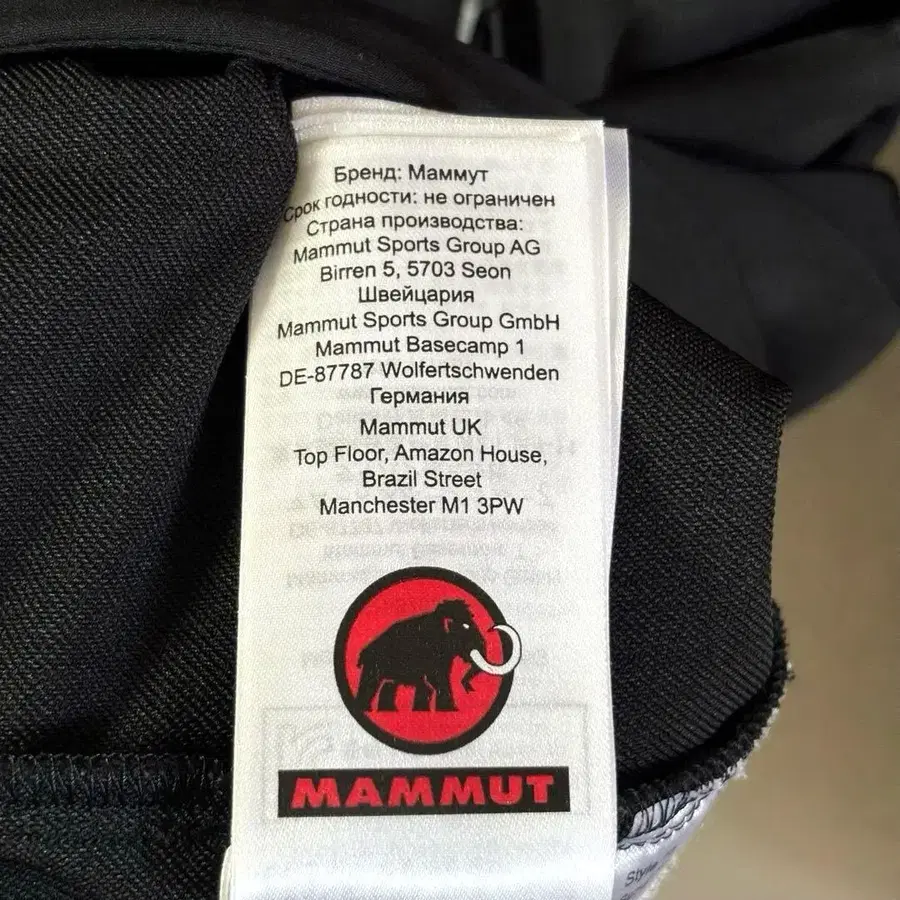 Бренд: Маммут
Срок годности: не ограничен
Страна производства:
Mammut Sports Group AG
Birren 5, 5703 Seon
Швейцария
Mammut Sports Group GmbH
Mammut Basecamp 1
DE-87787 Wolfertschwenden
Германия
Mammut UK
Top Floor, Amazon House,
Brazil Street
Manchester M1 3PW
MAMMUT